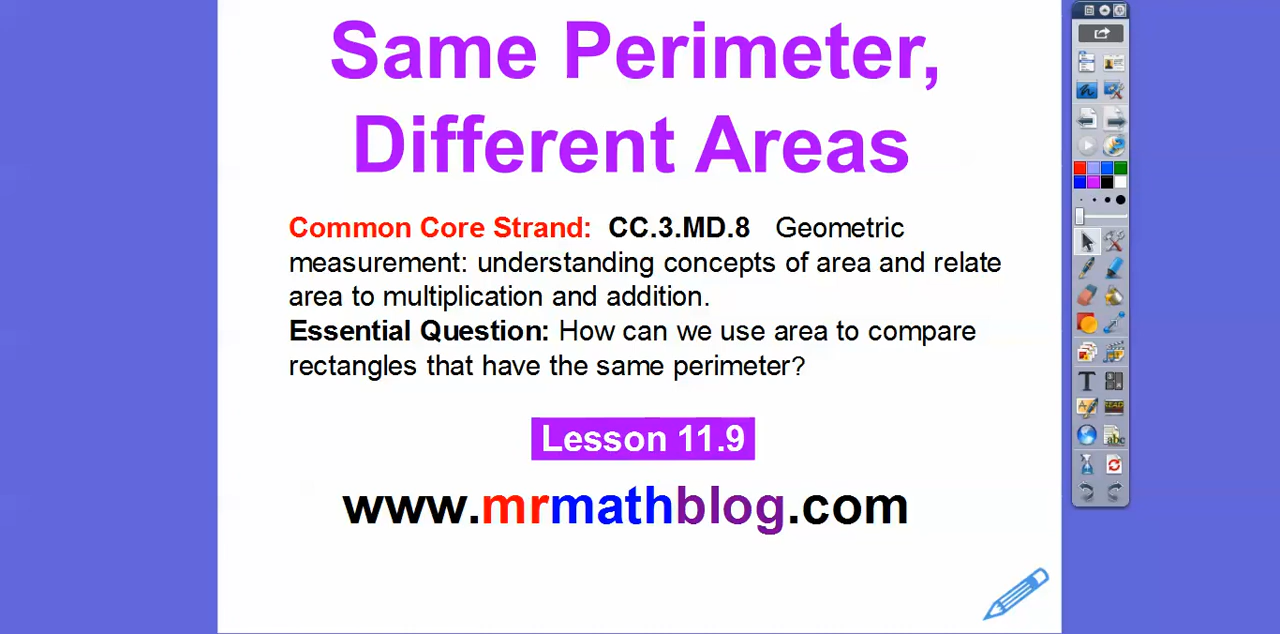 Same Perimeter,
Different Areas
Common Core Strand: CC.3.MD.8 Geometric
measurement: understanding concepts of area and relate
area to multiplication and addition.
Essential Question: How can we use area to compare
rectangles that have the same perimeter?
Lesson 11.9
www.mrmathblog.com